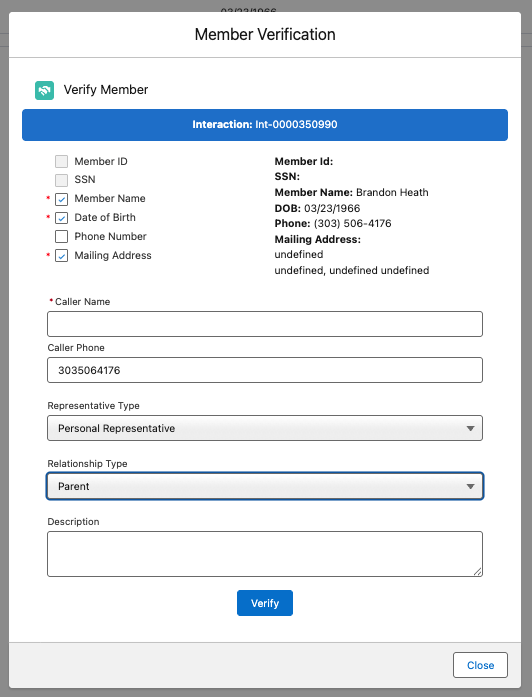 03/23/1966
Member Verification
Verify Member
Interaction: Int-0000350990
Member ID
SSN
* Member Name
* Date of Birth
Phone Number
* Mailing Address
Member Id:
SSN:
Member Name: Brandon Heath
DOB: 03/23/1966
Phone: (303) 506-4176
Mailing Address:
undefined
undefined, undefined undefined
* Caller Name
Caller Phone
3035064176
Representative Type
Personal Representative
Relationship Type
Parent
Description
Verify
Close